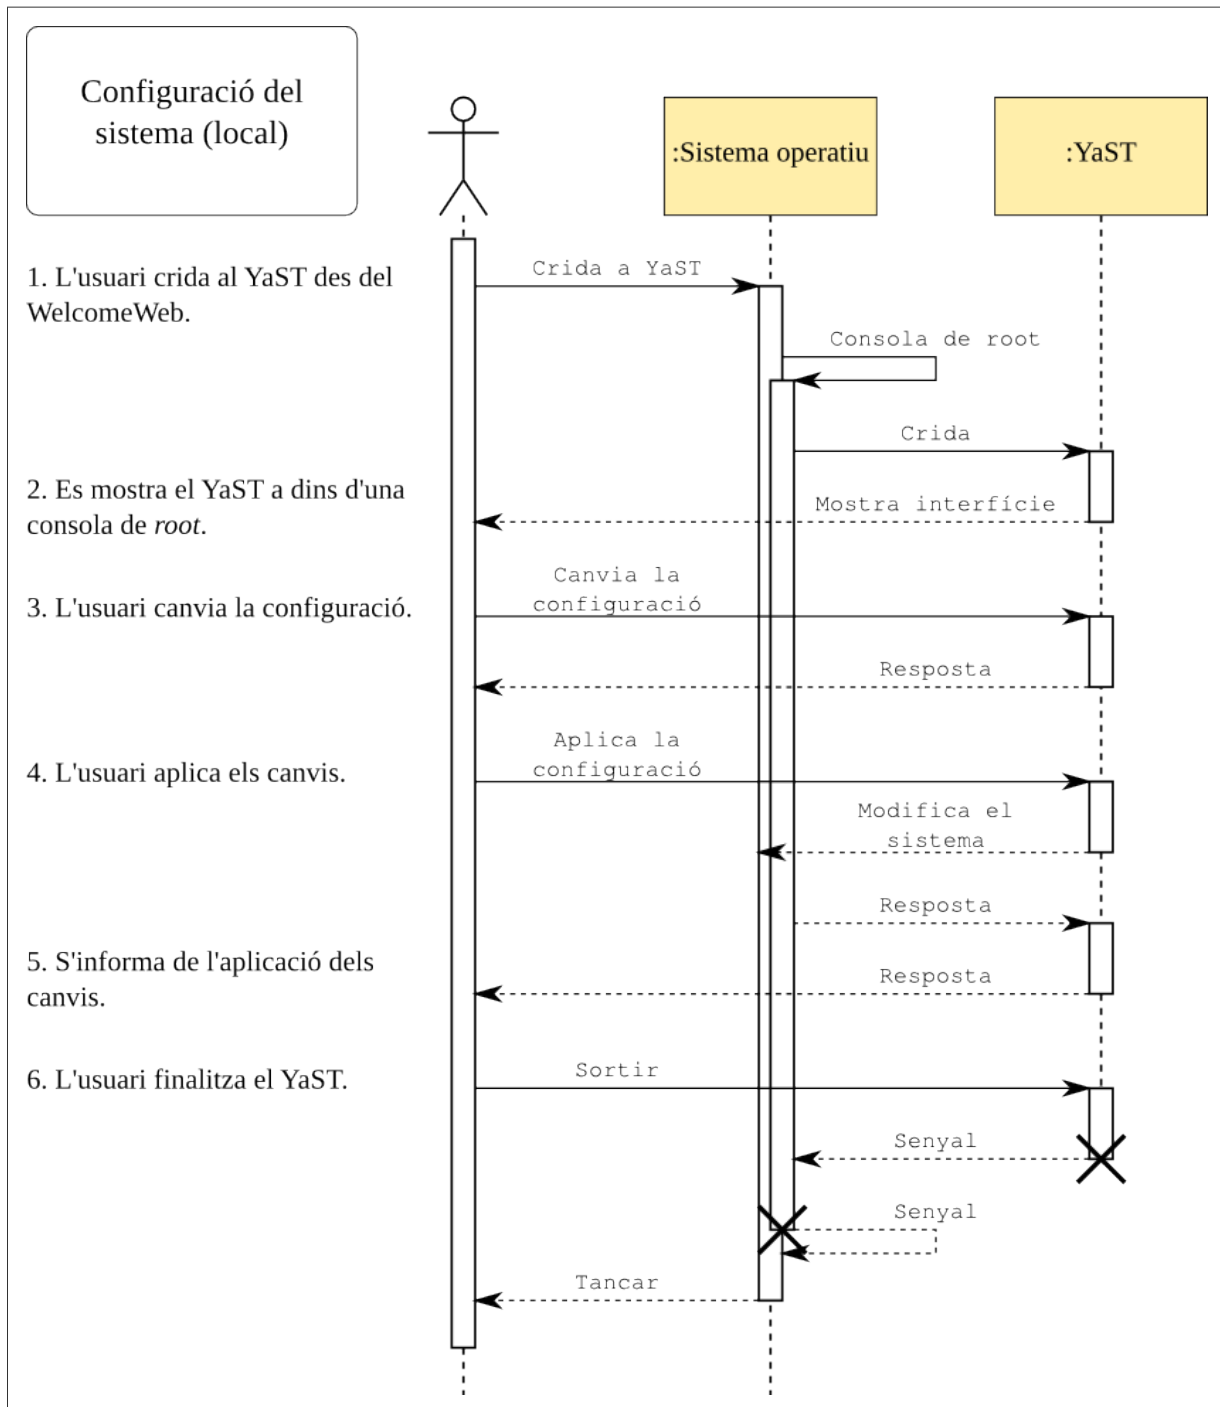 Configuració del
sistema (local)
:Sistema operatiu
:YaST
1. L'usuari crida al YaST des del
WelcomeWeb.
Crida a YaST
Consola de root
Crida
2. Es mostra el YaST a dins d'una
consola de root.
Mostra interfície
3. L'usuari canvia la configuració.
Canvia la
configuració
Resposta
4. L'usuari aplica els canvis.
Aplica la
configuració
Modifica el
sistema
Resposta
5. S'informa de l'aplicació dels
canvis.
Resposta
6. L'usuari finalitza el YaST.
Sortir
Senyal
Senyal
Tancar